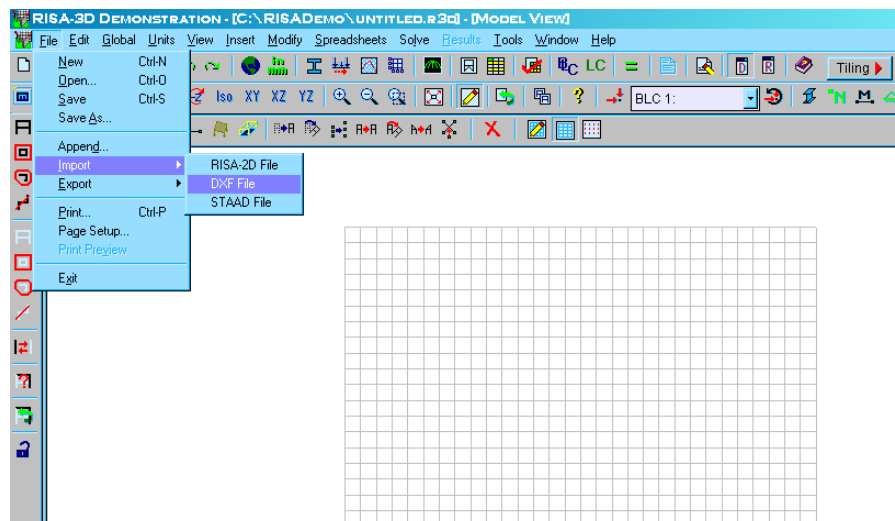 RISA-3D Demonstration - [C:\RISADemo\untitled.r3d] - [Model View]
File Edit Global Units View Insert Modify Spreadsheets Solve Results Tools Window Help
New Ctrl-N
Open... Ctrl-O
Save Ctrl-S
Save As...
Append...
Import
Export
Print... Ctrl-P
Page Setup...
Print Preview
Exit
RISA-2D File
DXF File
STAAD File
BC LC = D R Tiling
Iso XY XZ YZ ? BLC 1: N M